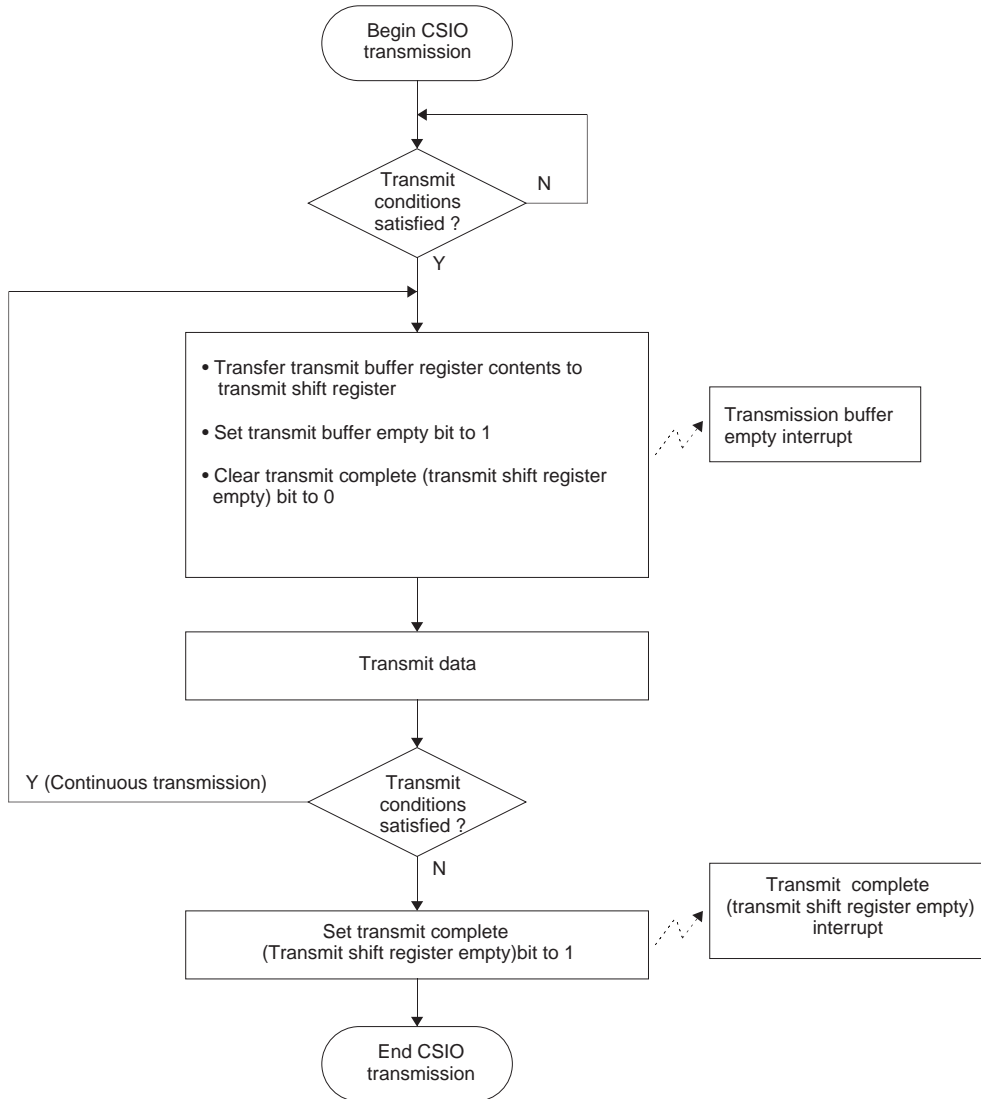 Begin CSIO
transmission
Transmit
conditions
satisfied ?
N
Y
• Transfer transmit buffer register contents to
transmit shift register
• Set transmit buffer empty bit to 1
• Clear transmit complete (transmit shift register
empty) bit to 0
Transmission buffer
empty interrupt
Transmit data
Y (Continuous transmission)
Transmit
conditions
satisfied ?
N
Set transmit complete
(Transmit shift register empty)bit to 1
Transmit complete
(transmit shift register empty)
interrupt
End CSIO
transmission